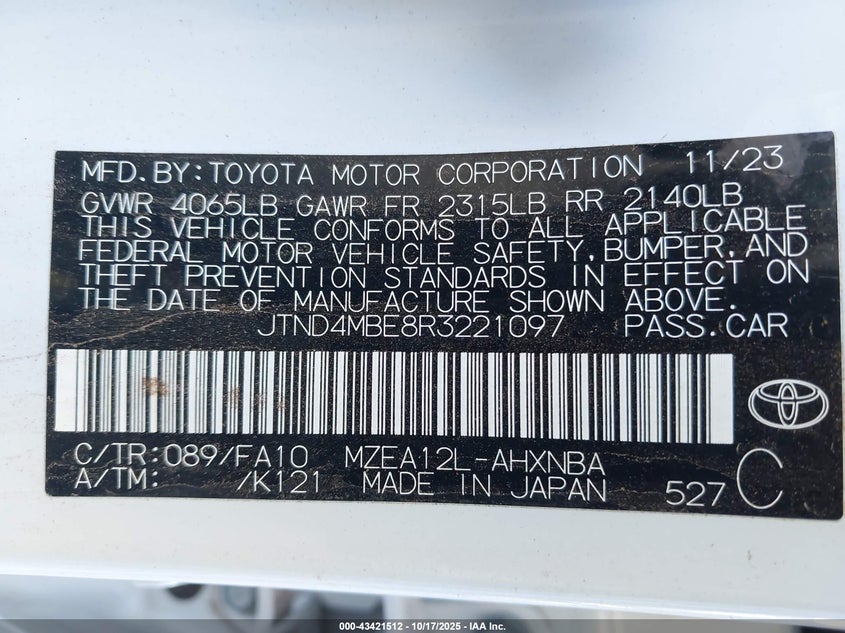 MFD.BY:TOYOTA MOTOR CORPORATION 11/23
GVWR 4065LB GAWR FR 2315LB RR 2140LB
THIS VEHICLE CONFORMS TO ALL APPLICABLE
FEDERAL MOTOR VEHICLE SAFETY,BUMPER,AND
THEFT PREVENTION STANDARDS IN EFFECT ON
THE DATE OF MANUFACTURE SHOWN ABOVE.
JTND4MBE8R3221097 PASS.CAR
C/TR:089/FA10 MZEA12L-AHXNBA
A/TM: /K121 MADE IN JAPAN 527 C
000-43421512 - 10/17/2025 - IAA Inc.